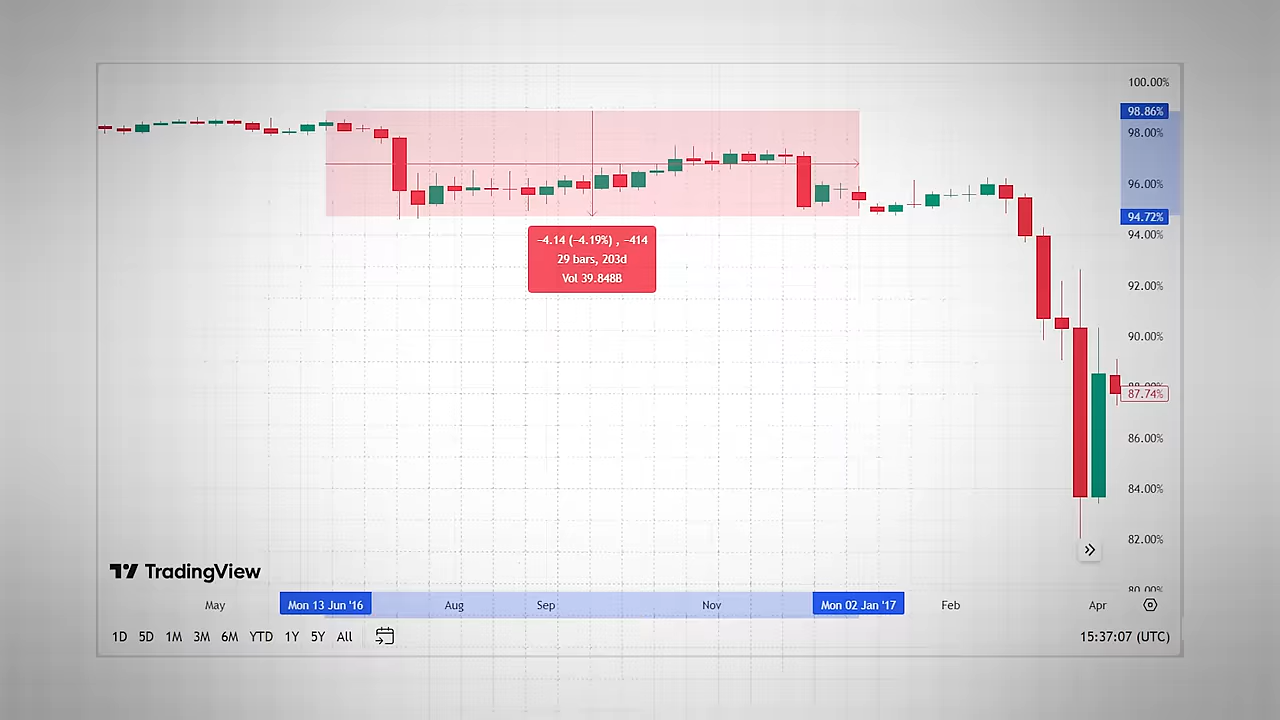 100.00%
98.86%
98.00%
96.00%
94.72%
94.00%
−4.14 (−4.19%) , −414
29 bars, 203d
Vol 39.848B
92.00%
90.00%
88.00%
87.74%
86.00%
84.00%
82.00%
80.00%
TradingView
May Mon 13 Jun '16 Aug Sep Nov Mon 02 Jan '17 Feb Apr
1D 5D 1M 3M 6M YTD 1Y 5Y All 15:37:07 (UTC)